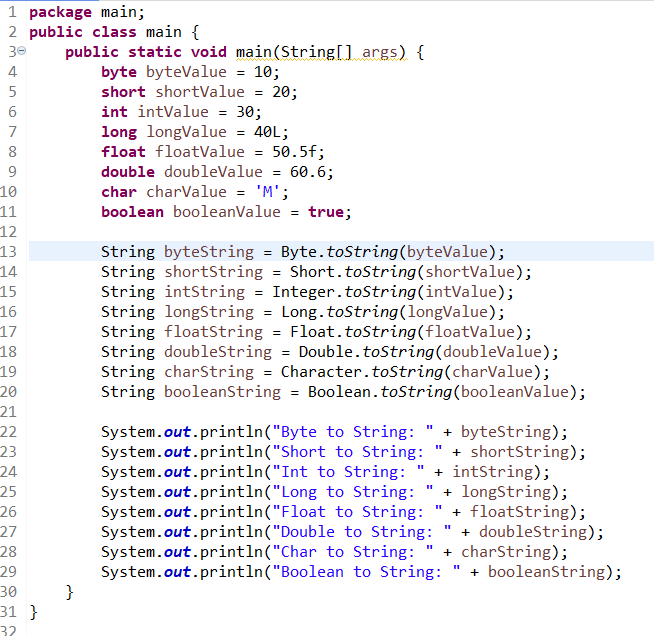 1 package main;
2 public class main {
3     public static void main(String[] args) {
4         byte byteValue = 10;
5         short shortValue = 20;
6         int intValue = 30;
7         long longValue = 40L;
8         float floatValue = 50.5f;
9         double doubleValue = 60.6;
10         char charValue = 'M';
11         boolean booleanValue = true;
12
13         String byteString = Byte.toString(byteValue);
14         String shortString = Short.toString(shortValue);
15         String intString = Integer.toString(intValue);
16         String longString = Long.toString(longValue);
17         String floatString = Float.toString(floatValue);
18         String doubleString = Double.toString(doubleValue);
19         String charString = Character.toString(charValue);
20         String booleanString = Boolean.toString(booleanValue);
21
22         System.out.println("Byte to String: " + byteString);
23         System.out.println("Short to String: " + shortString);
24         System.out.println("Int to String: " + intString);
25         System.out.println("Long to String: " + longString);
26         System.out.println("Float to String: " + floatString);
27         System.out.println("Double to String: " + doubleString);
28         System.out.println("Char to String: " + charString);
29         System.out.println("Boolean to String: " + booleanString);
30     }
31 }
32